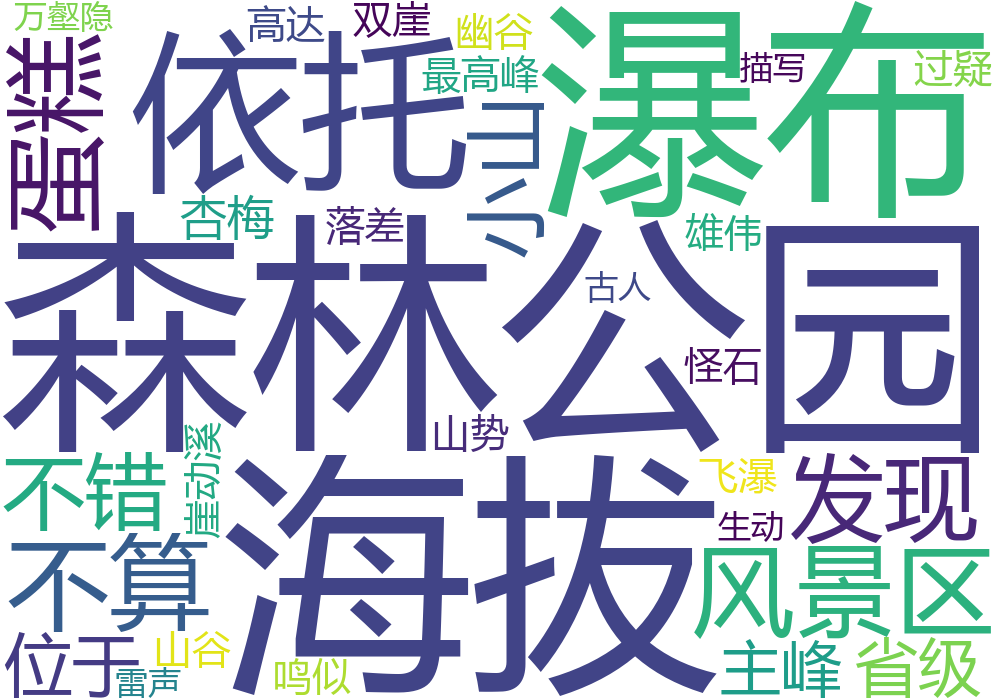 万壑隐
高达
双崖
幽谷
瀑布
蛋糕
依托
最高峰
描写
过疑
小山
杏梅
落差
雄伟
森林公园
古人
怪石
山势
不错
崖动溪
海拔
飞瀑
发现
生动
不算
风景区
位于
山谷
雷声
鸣似
主峰
省级